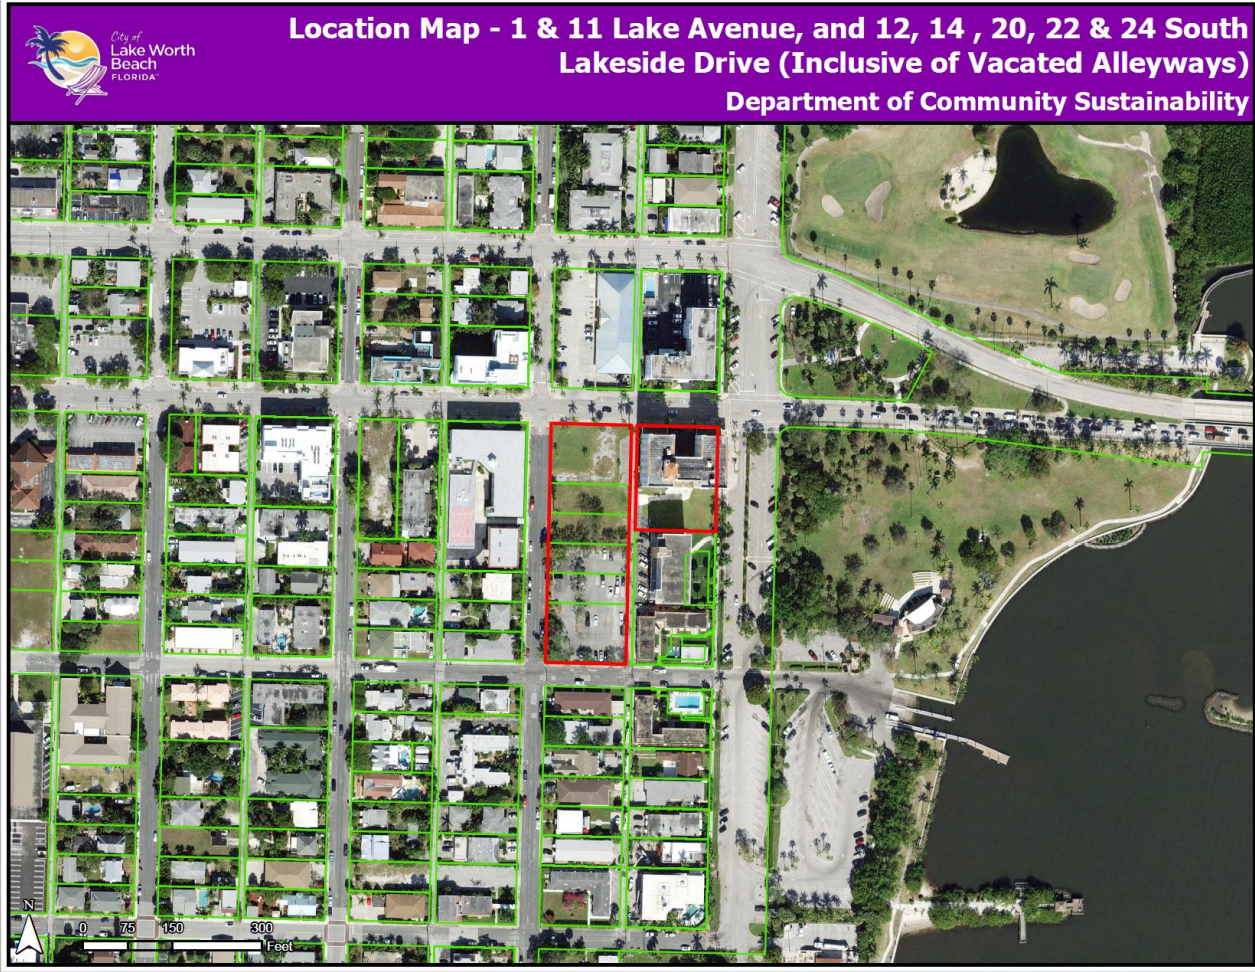 City of
Lake Worth
Beach
FLORIDA™
Location Map - 1 & 11 Lake Avenue, and 12, 14 , 20, 22 & 24 South
Lakeside Drive (Inclusive of Vacated Alleyways)
Department of Community Sustainability
N
0 75 150 300
Feet